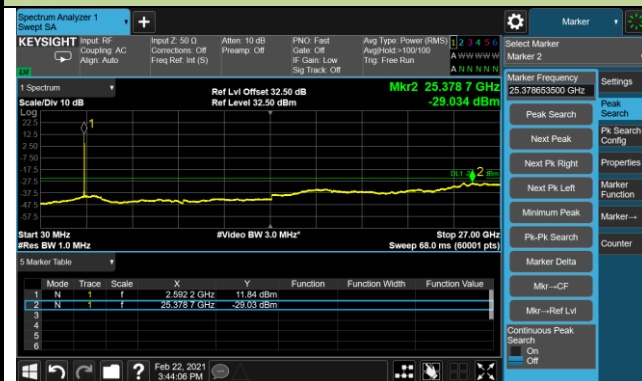 Spectrum Analyzer 1
Swept SA
+
Marker
KEYSIGHT
Input: RF
Coupling: AC
Align: Auto
Input Z: 50 Ω
Corrections: Off
Freq Ref: Int (S)
Atten: 10 dB
Preamp: Off
PNO: Fast
Gate: Off
IF Gain: Low
Sig Track: Off
Avg Type: Power (RMS)
Avg|Hold:>100/100
Trig: Free Run
1 2 3 4 5 6
A W W W W W
A N N N N N
Select Marker
Marker 2
Marker Frequency
25.378653500 GHz
Settings
Peak Search
Next Peak
Next Pk Right
Next Pk Left
Minimum Peak
Pk-Pk Search
Marker Delta
Mkr→CF
Mkr→Ref Lvl
Continuous Peak
Search
On
Off
Peak
Search
Pk Search
Config
Properties
Marker
Function
Marker→
Counter
1 Spectrum
Scale/Div 10 dB
Log
Ref Lvl Offset 32.50 dB
Ref Level 32.50 dBm
Mkr2 25.378 7 GHz
-29.034 dBm
22.5
12.5
2.50
-7.50
-17.5
-27.5
-37.5
-47.5
-57.5
1
2
Start 30 MHz
#Res BW 1.0 MHz
#Video BW 3.0 MHz*
Stop 27.00 GHz
Sweep 68.0 ms (60001 pts)
5 Marker Table
Mode Trace Scale X Y Function Function Width Function Value
1 N 1 f 2.592 2 GHz 11.84 dBm
2 N 1 f 25.378 7 GHz -29.03 dBm
3
4
5
6
?
Feb 22, 2021
3:44:06 PM